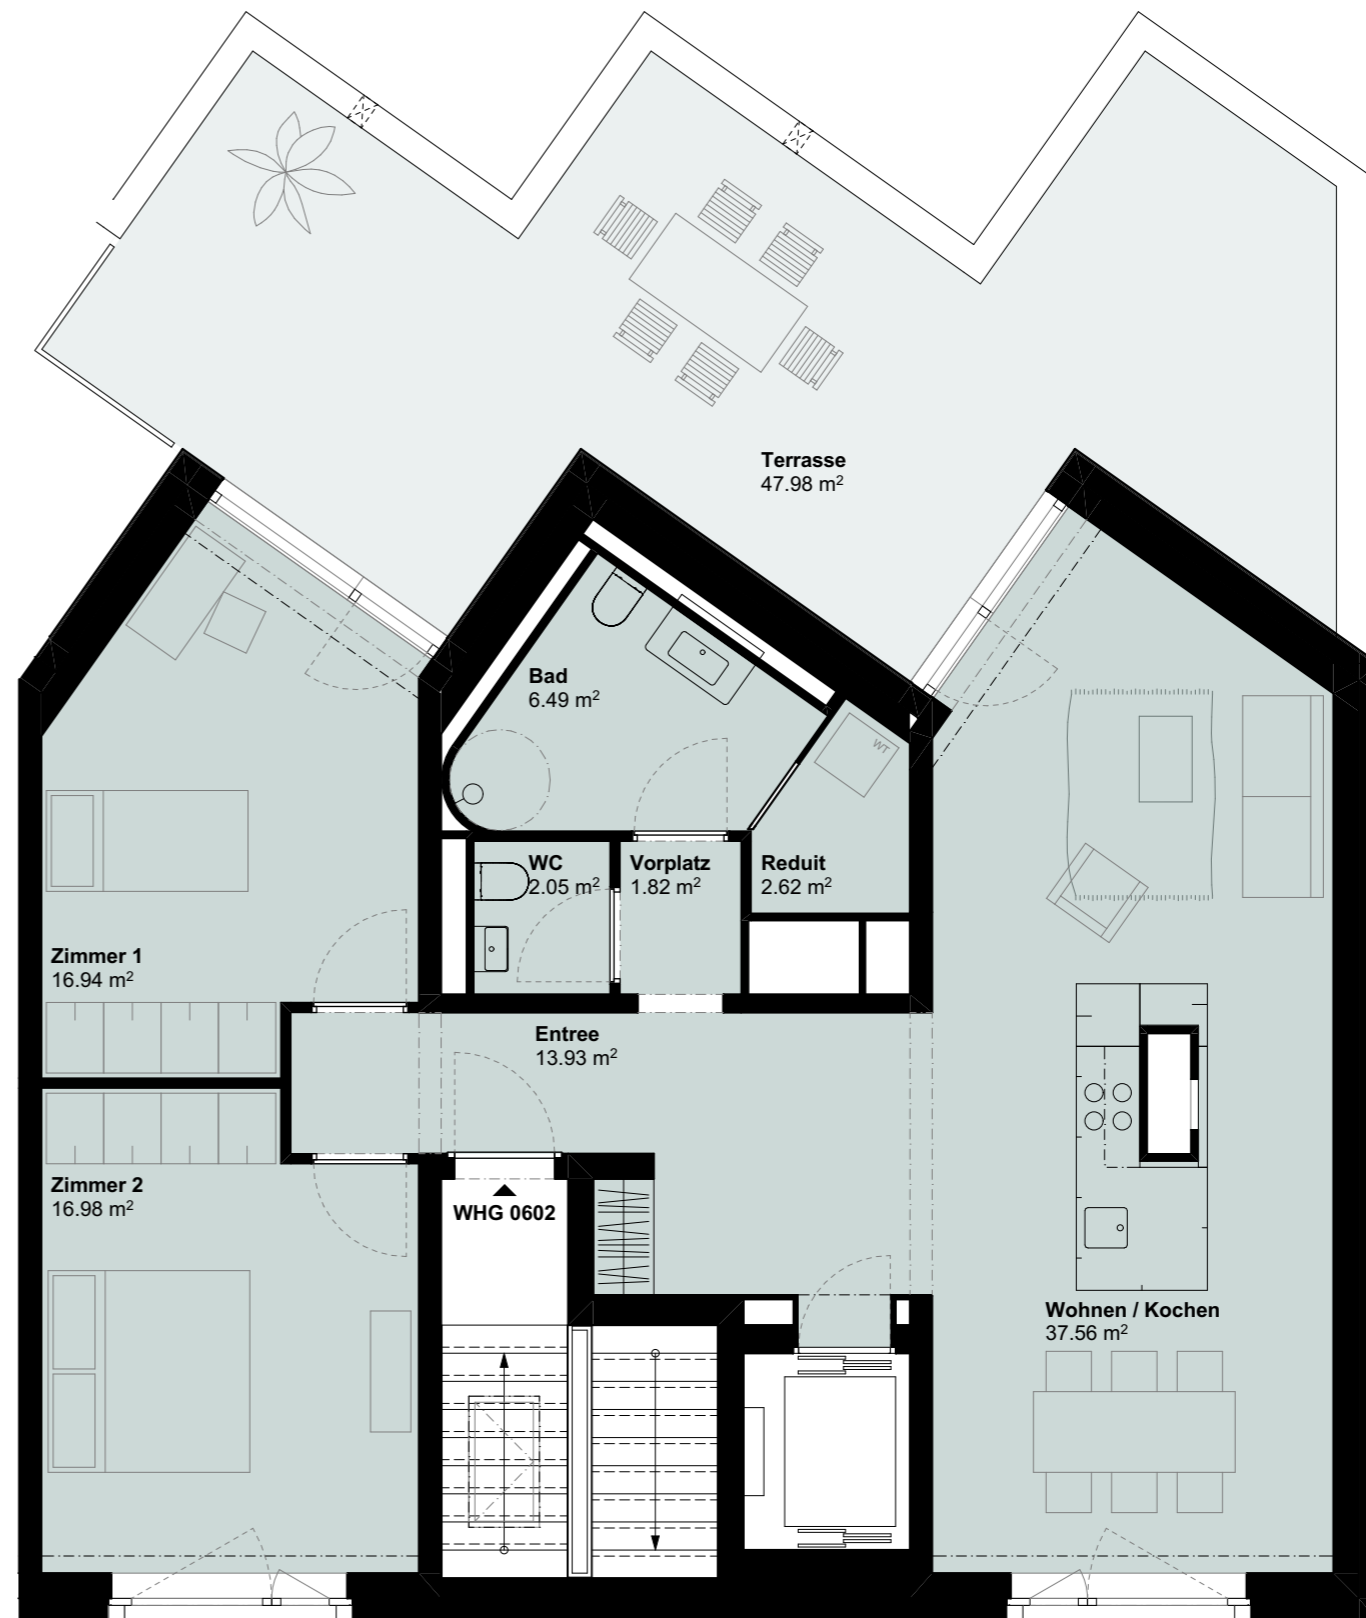 Terrasse
47.98 m²
Bad
6.49 m²
WT
WC
2.05 m²
Vorplatz
1.82 m²
Reduit
2.62 m²
Zimmer 1
16.94 m²
Entree
13.93 m²
Zimmer 2
16.98 m²
WHG 0602
Wohnen / Kochen
37.56 m²